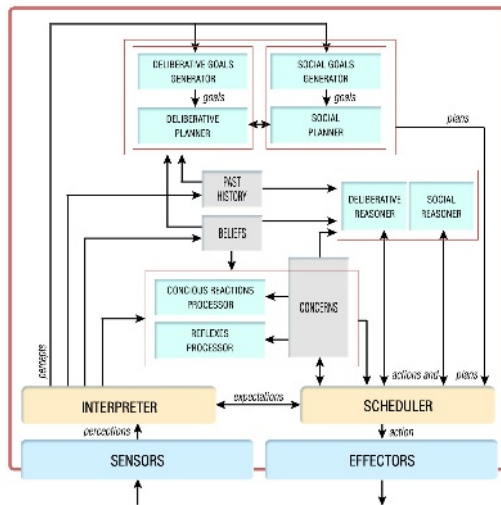 DELIBERATIVE GOALS
GENERATOR
SOCIAL GOALS
GENERATOR
goals
goals
DELIBERATIVE
PLANNER
SOCIAL
PLANNER
plans
PAST
HISTORY
DELIBERATIVE
REASONER
SOCIAL
REASONER
BELIEFS
CONCIOUS REACTIONS
PROCESSOR
CONCERNS
REFLEXES
PROCESSOR
percepts
actions and
plans
INTERPRETER
expectations
SCHEDULER
perceptions
action
SENSORS
EFFECTORS